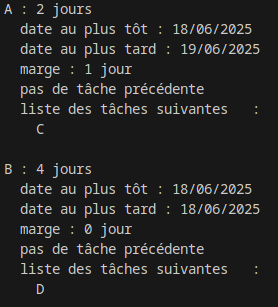 A : 2 jours
date au plus tôt : 18/06/2025
date au plus tard : 19/06/2025
marge : 1 jour
pas de tâche précédente
liste des tâches suivantes :
C
B : 4 jours
date au plus tôt : 18/06/2025
date au plus tard : 18/06/2025
marge : 0 jour
pas de tâche précédente
liste des tâches suivantes :
D